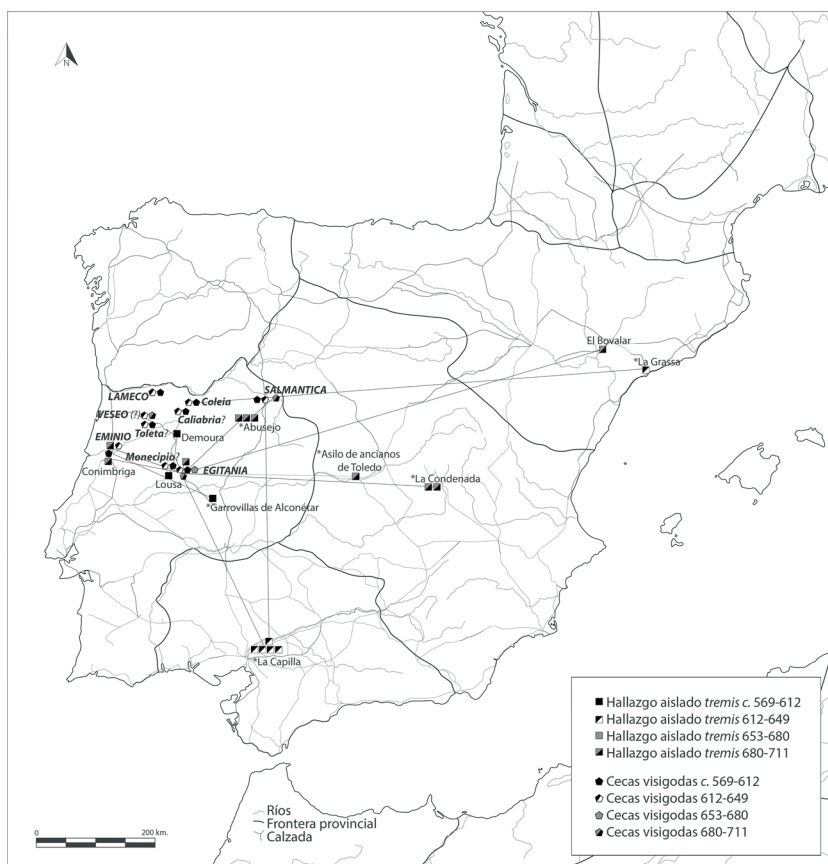 N
El Bovalar
*La Grassa
SALMANTICA
LAMECO
Coleia
VESEO (?)
Caliabria?
*Abusejo
Toleta?
EMINIO
Demoura
Monecipio?
*Asilo de ancianos
de Toledo
Conimbriga
EGITANIA
*La Condenada
Lousa
*Garrovillas de Alconétar
*La Capilla
Hallazgo aislado tremis c. 569-612
Hallazgo aislado tremis 612-649
Hallazgo aislado tremis 653-680
Hallazgo aislado tremis 680-711
Cecas visigodas c. 569-612
Cecas visigodas 612-649
Cecas visigodas 653-680
Cecas visigodas 680-711
Ríos
Frontera provincial
Calzada
0 200 km.